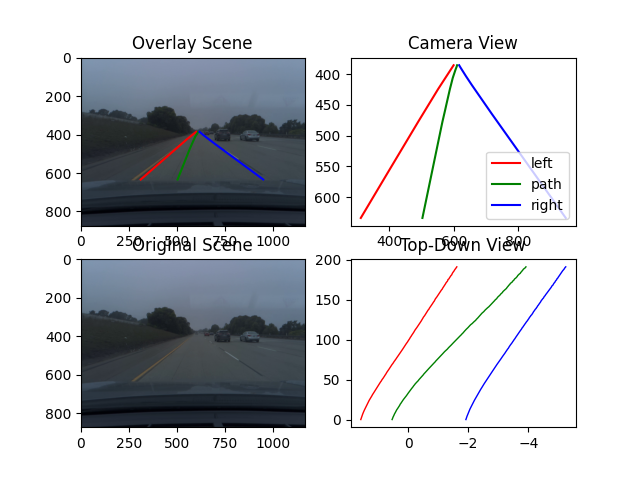 Overlay Scene
0
200
400
600
800
0 250 500 750 1000
Camera View
400
450
500
550
600
400 600 800
left
path
right
Original Scene
0
200
400
600
800
0 250 500 750 1000
Top-Down View
200
150
100
50
0
0 −2 −4